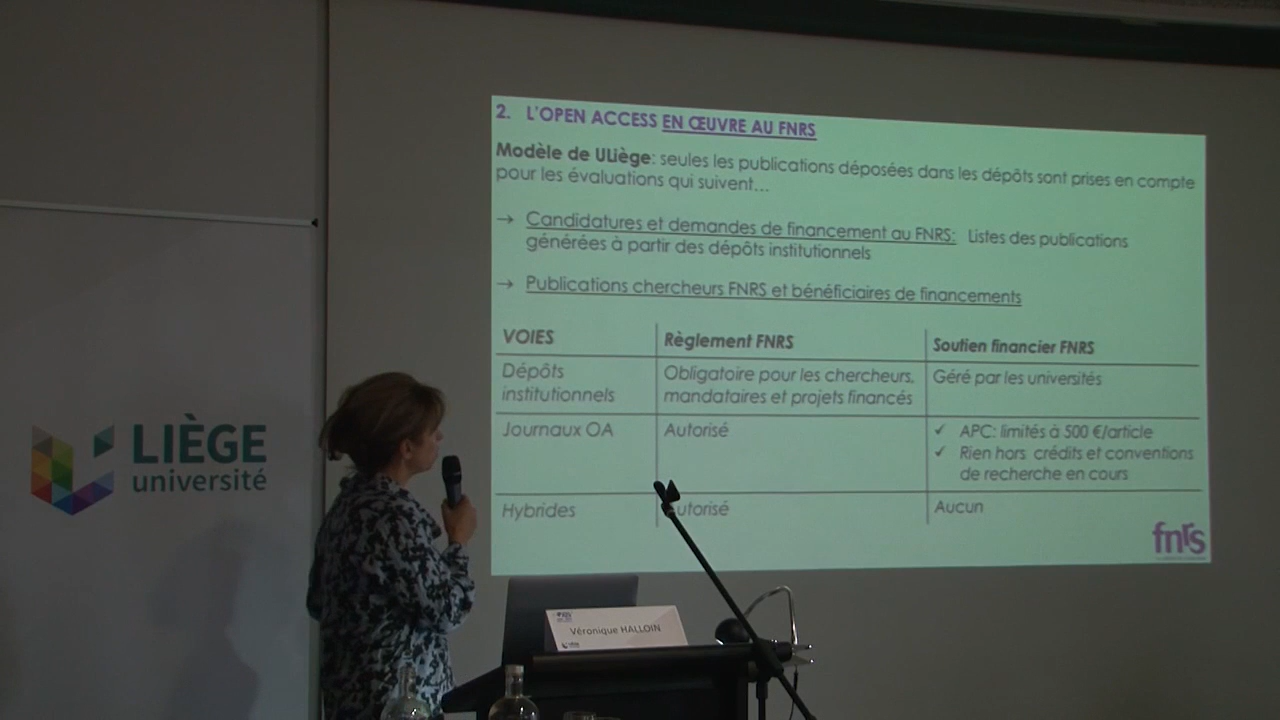 2. L'OPEN ACCESS EN ŒUVRE AU FNRS
Modèle de ULiège: seules les publications déposées dans les dépôts sont prises en compte
pour les évaluations qui suivent...
→ Candidatures et demandes de financement au FNRS: Listes des publications
générées à partir des dépôts institutionnels
→ Publications chercheurs FNRS et bénéficiaires de financements
VOIES Règlement FNRS Soutien financier FNRS
Dépôts Obligatoire pour les chercheurs, Géré par les universités
institutionnels mandataires et projets financés
Journaux OA Autorisé ✓ APC: limités à 500 €/article
✓ Rien hors crédits et conventions
de recherche en cours
Hybrides Autorisé Aucun
fnrs
LIÈGE
université
Véronique HALLOIN